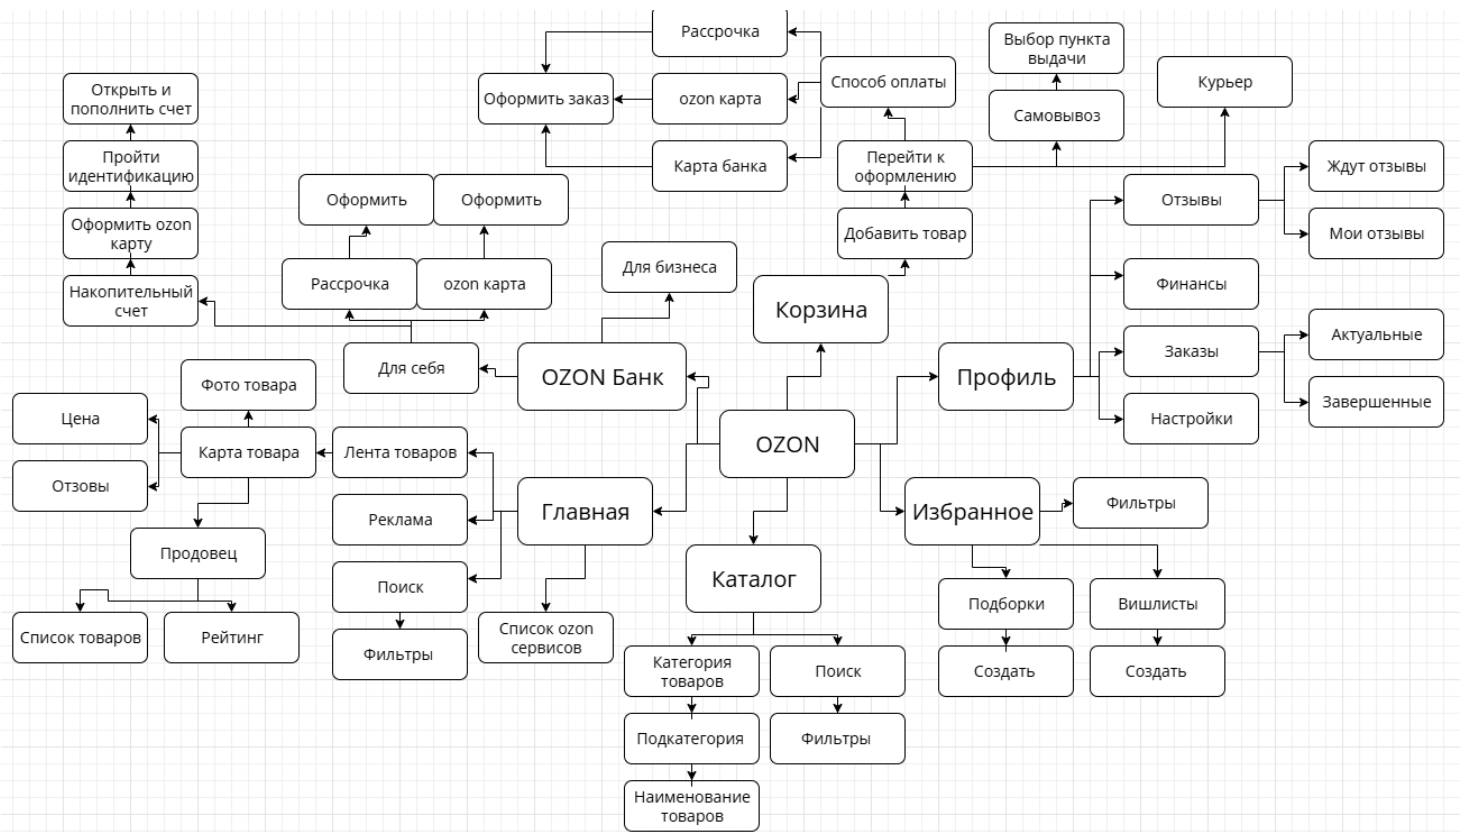 Рассрочка
Выбор пункта
выдачи
Открыть и
пополнить счет
Оформить заказ
ozon карта
Способ оплаты
Курьер
Самовывоз
Пройти
идентификацию
Карта банка
Перейти к
оформлению
Ждут отзывы
Оформить
Оформить
Отзывы
Оформить ozon
карту
Добавить товар
Мои отзывы
Для бизнеса
Накопительный
счет
Рассрочка
ozon карта
Корзина
Финансы
Актуальные
Заказы
Для себя
OZON Банк
Профиль
Фото товара
Завершенные
Цена
Настройки
Карта товара
Лента товаров
OZON
Отзовы
Реклама
Главная
Избранное
Фильтры
Продовец
Поиск
Каталог
Подборки
Вишлисты
Список товаров
Рейтинг
Фильтры
Список ozon
сервисов
Категория
товаров
Поиск
Создать
Создать
Подкатегория
Фильтры
Наименование
товаров